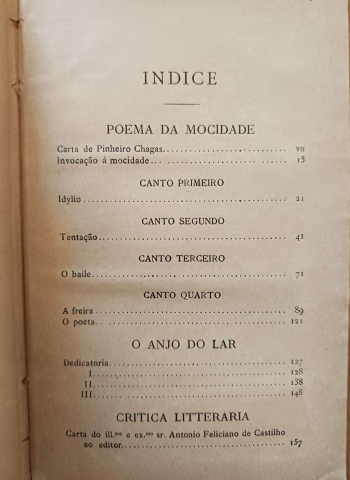 INDICE
POEMA DA MOCIDADE
Carta de Pinheiro Chagas........................ VII
Invocação á mocidade............................ 15
CANTO PRIMEIRO
Idylio.......................................... 21
CANTO SEGUNDO
Tentação........................................ 41
CANTO TERCEIRO
O baile......................................... 71
CANTO QUARTO
A freira........................................ 89
O poeta......................................... 121
O ANJO DO LAR
Dedicatoria..................................... 127
I............................................... 128
II.............................................. 138
III............................................. 148
CRITICA LITTERARIA
Carta do ill.mo e ex.mo sr. Antonio Feliciano de Castilho
ao editor....................................... 157